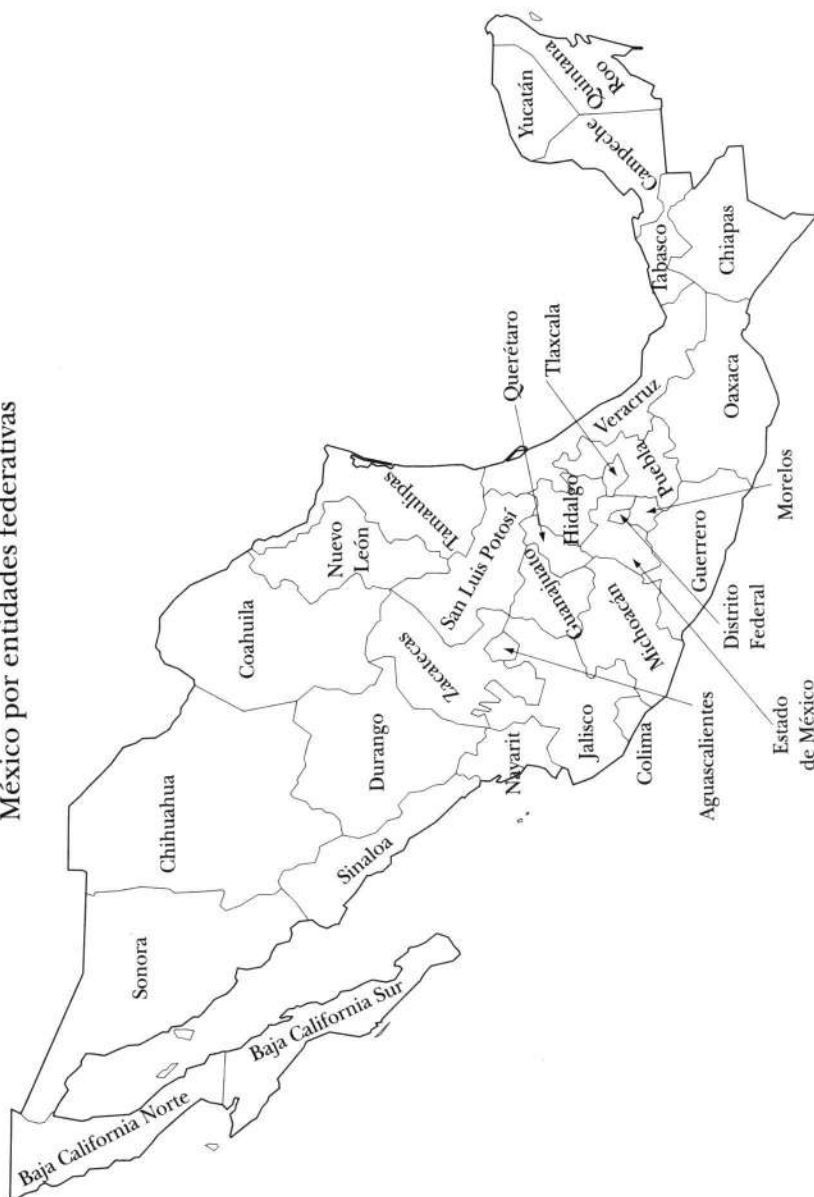 México por entidades federativas
Baja California Norte
Baja California Sur
Sonora
Chihuahua
Coahuila
Nuevo
León
Tamaulipas
Sinaloa
Durango
Zacatecas
San Luis Potosí
Nayarit
Jalisco
Colima
Aguascalientes
Guanajuato
Querétaro
Hidalgo
Tlaxcala
Michoacán
Estado
de México
Distrito
Federal
Morelos
Puebla
Veracruz
Guerrero
Oaxaca
Tabasco
Chiapas
Campeche
Yucatán
Quintana
Roo